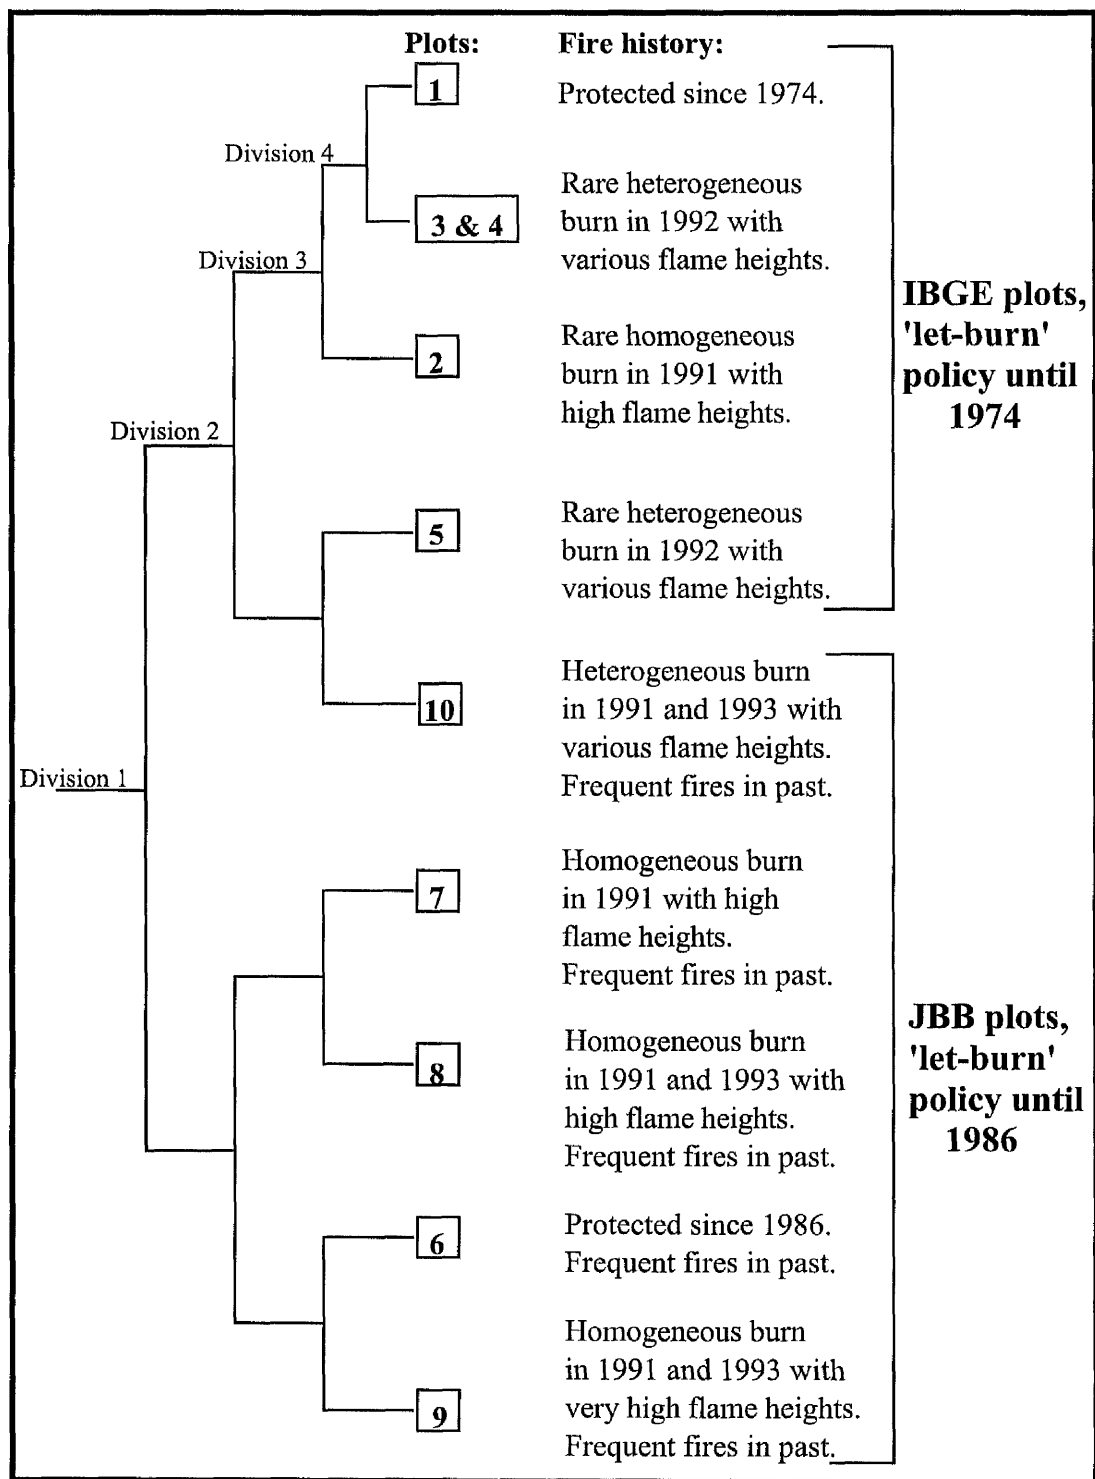 Plots:
Fire history:
1
Protected since 1974.
Division 4
3 & 4
Rare heterogeneous
burn in 1992 with
various flame heights.
Division 3
2
Rare homogeneous
burn in 1991 with
high flame heights.
IBGE plots,
'let-burn'
policy until
1974
Division 2
5
Rare heterogeneous
burn in 1992 with
various flame heights.
10
Heterogeneous burn
in 1991 and 1993 with
various flame heights.
Frequent fires in past.
Division 1
7
Homogeneous burn
in 1991 with high
flame heights.
Frequent fires in past.
8
Homogeneous burn
in 1991 and 1993 with
high flame heights.
Frequent fires in past.
JBB plots,
'let-burn'
policy until
1986
6
Protected since 1986.
Frequent fires in past.
9
Homogeneous burn
in 1991 and 1993 with
very high flame heights.
Frequent fires in past.